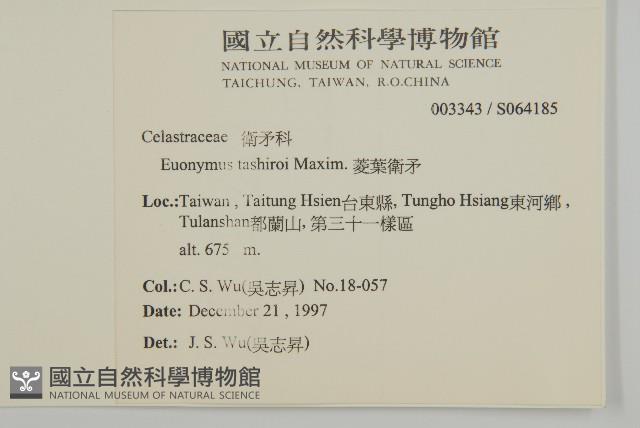 國立自然科學博物館
NATIONAL MUSEUM OF NATURAL SCIENCE
TAICHUNG, TAIWAN, R.O.CHINA
003343 / S064185
Celastraceae 衛矛科
Euonymus tashiroi Maxim. 菱葉衛矛
Loc.:Taiwan , Taitung Hsien台東縣, Tungho Hsiang東河鄉 ,
Tulanshan都蘭山, 第三十一樣區
alt. 675 m.
Col.:C. S. Wu(吳志昇) No.18-057
Date: December 21 , 1997
Det.: J. S. Wu(吳志昇)
國立自然科學博物館
NATIONAL MUSEUM OF NATURAL SCIENCE